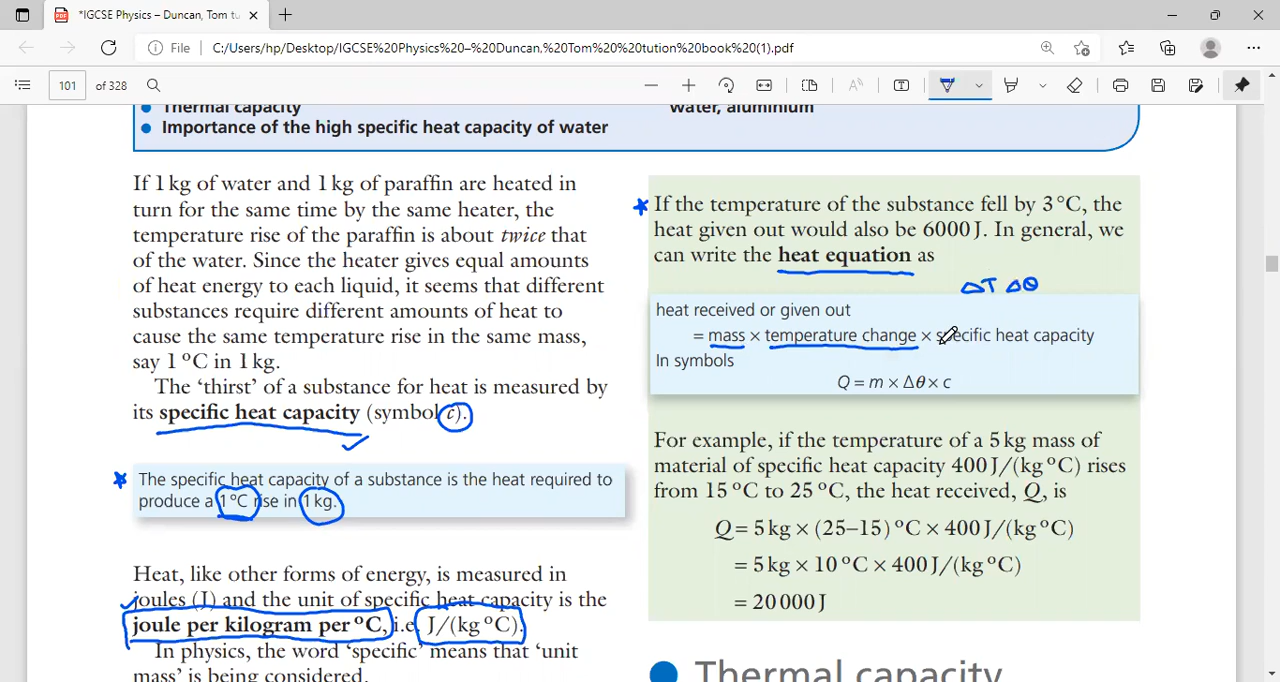 *IGCSE Physics – Duncan, Tom tu
File
C:/Users/hp/Desktop/IGCSE%20Physics%20–%20Duncan.%20Tom%20%20tution%20book%20(1).pdf
101 of 328
Thermal capacity
Importance of the high specific heat capacity of water
water, aluminium
If 1 kg of water and 1 kg of paraffin are heated in
turn for the same time by the same heater, the
temperature rise of the paraffin is about twice that
of the water. Since the heater gives equal amounts
of heat energy to each liquid, it seems that different
substances require different amounts of heat to
cause the same temperature rise in the same mass,
say 1 °C in 1 kg.
The ‘thirst’ of a substance for heat is measured by
its specific heat capacity (symbol c).
The specific heat capacity of a substance is the heat required to
produce a 1 °C rise in 1 kg.
Heat, like other forms of energy, is measured in
joules (J) and the unit of specific heat capacity is the
joule per kilogram per °C, i.e. J/(kg °C).
In physics, the word ‘specific’ means that ‘unit
mass’ is being considered.
If the temperature of the substance fell by 3 °C, the
heat given out would also be 6000 J. In general, we
can write the heat equation as
ΔT Δθ
heat received or given out
= mass × temperature change × specific heat capacity
In symbols
Q = m × Δθ × c
For example, if the temperature of a 5 kg mass of
material of specific heat capacity 400 J/(kg °C) rises
from 15 °C to 25 °C, the heat received, Q, is
Q = 5 kg × (25–15) °C × 400 J/(kg °C)
= 5 kg × 10 °C × 400 J/(kg °C)
= 20 000 J
Thermal capacity